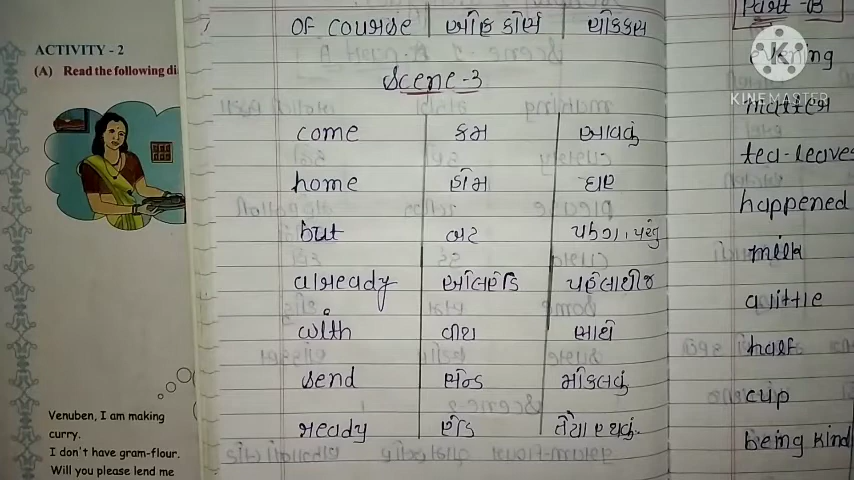 ACTIVITY - 2
(A) Read the following di
Venuben, I am making
curry.
I don't have gram-flour.
Will you please lend me
of course ઓફ કોર્સ ચોક્કસ
Scene-3
come કમ આવવું
home હોમ ઘર
but બટ પણ, પરંતુ
already ઓલરેડિ પહેલાથીજ
with વીથ સાથે
send સેન્ડ મોકલવું
ready રેડિ તૈયાર થવું
Part-B
evening
matter
tea-leaves
happened
milk
a little
half
cup
being kind
KINEMASTER